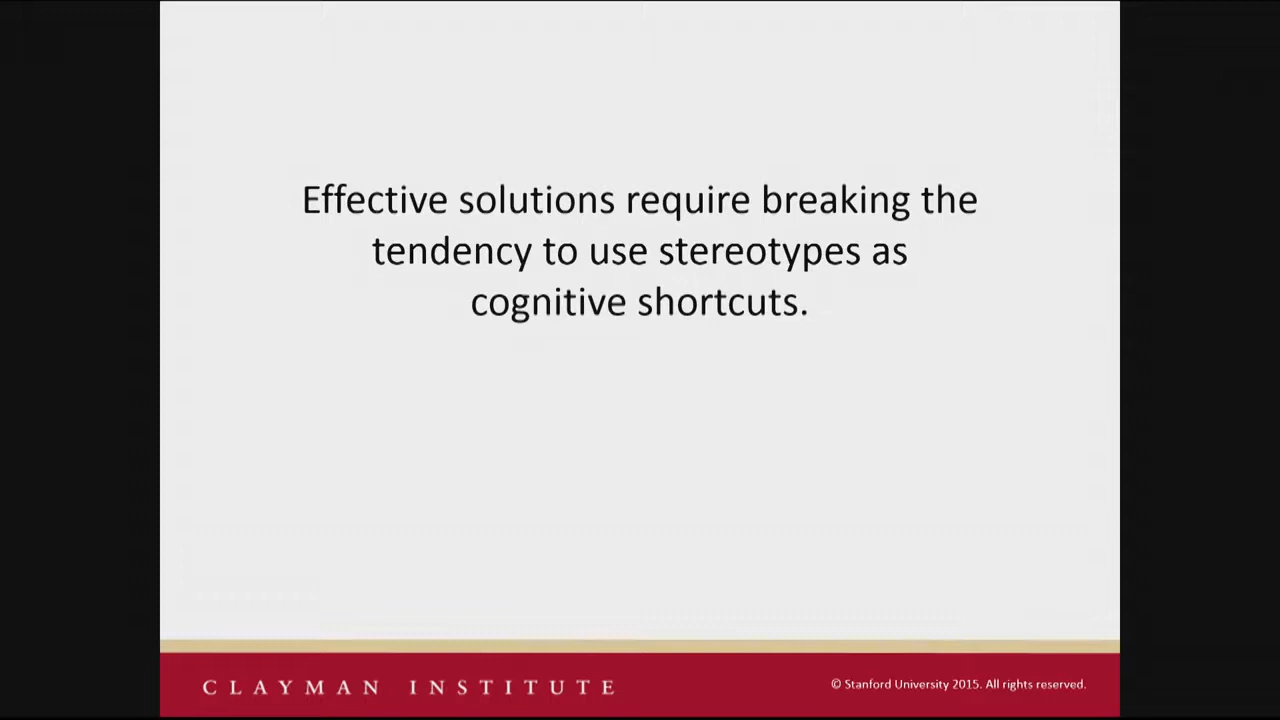 Effective solutions require breaking the
tendency to use stereotypes as
cognitive shortcuts.
CLAYMAN INSTITUTE
© Stanford University 2015. All rights reserved.